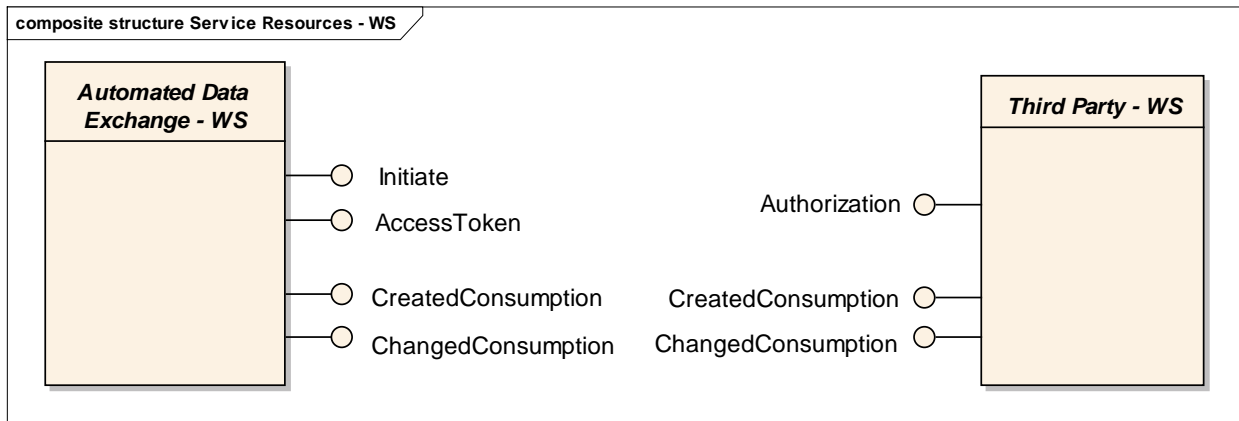 composite structure Service Resources - WS
Automated Data
Exchange - WS
Third Party - WS
Initiate
AccessToken
CreatedConsumption
ChangedConsumption
Authorization
CreatedConsumption
ChangedConsumption